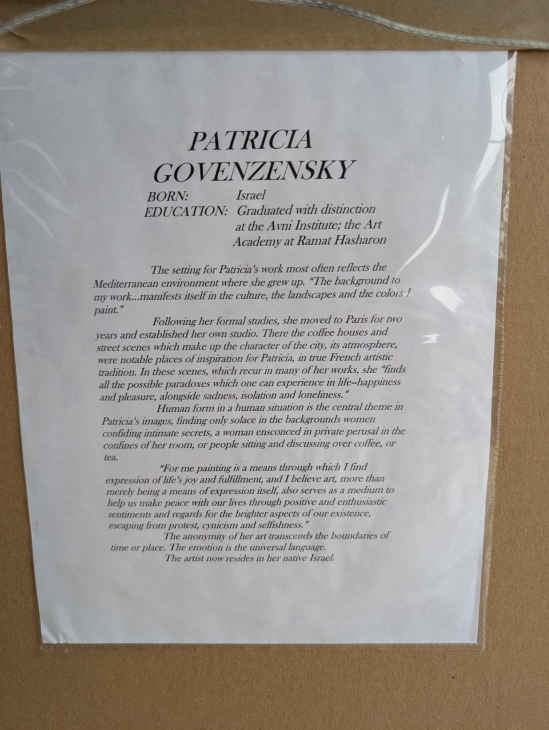 PATRICIA
GOVENZENSKY
BORN: Israel
EDUCATION: Graduated with distinction
at the Avni Institute; the Art
Academy at Ramat Hasharon
The setting for Patricia's work most often reflects the
Mediterranean environment where she grew up. "The background to
my work...manifests itself in the culture, the landscapes and the colors I
paint."
Following her formal studies, she moved to Paris for two
years and established her own studio. There the coffee houses and
street scenes which make up the character of the city, its atmosphere,
were notable places of inspiration for Patricia, in true French artistic
tradition. In these scenes, which recur in many of her works, she "finds
all the possible paradoxes which one can experience in life--happiness
and pleasure, alongside sadness, isolation and loneliness."
Human form in a human situation is the central theme in
Patricia's images, finding only solace in the backgrounds women
confiding intimate secrets, a woman ensconced in private perusal in the
confines of her room, or people sitting and discussing over coffee, or
tea.
"For me painting is a means through which I find
expression of life's joy and fulfillment, and I believe art, more than
merely being a means of expression itself, also serves as a medium to
help us make peace with our lives through positive and enthusiastic
sentiments and regards for the brighter aspects of our existence,
escaping from protest, cynicism and selfishness."
The anonymity of her art transcends the boundaries of
time or place. The emotion is the universal language.
The artist now resides in her native Israel.